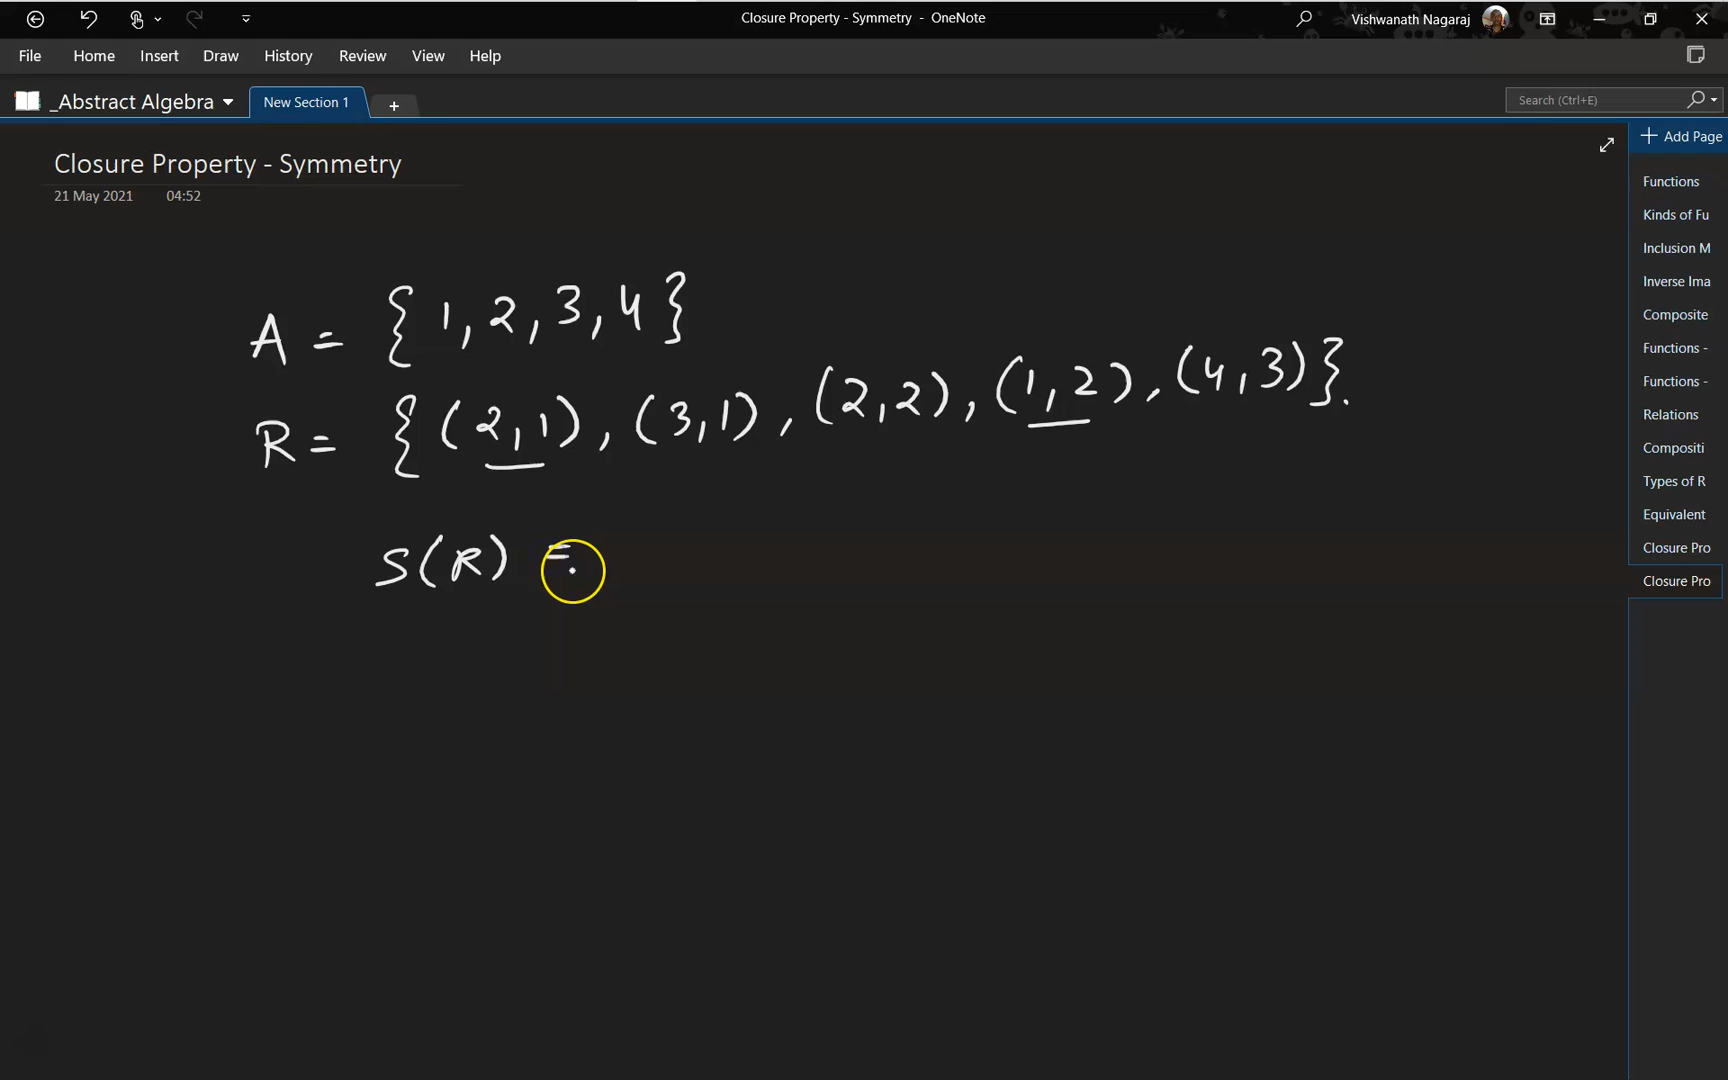 Closure Property - Symmetry - OneNote
Vishwanath Nagaraj
File Home Insert Draw History Review View Help
_Abstract Algebra
New Section 1
+
Search (Ctrl+E)
Add Page
Closure Property - Symmetry
21 May 2021 04:52
A = { 1, 2, 3, 4 }
R = { (2,1), (3,1), (2,2), (1,2), (4,3) }.
S(R) =
Functions
Kinds of Fu
Inclusion M
Inverse Ima
Composite
Functions -
Functions -
Relations
Compositi
Types of R
Equivalent
Closure Pro
Closure Pro